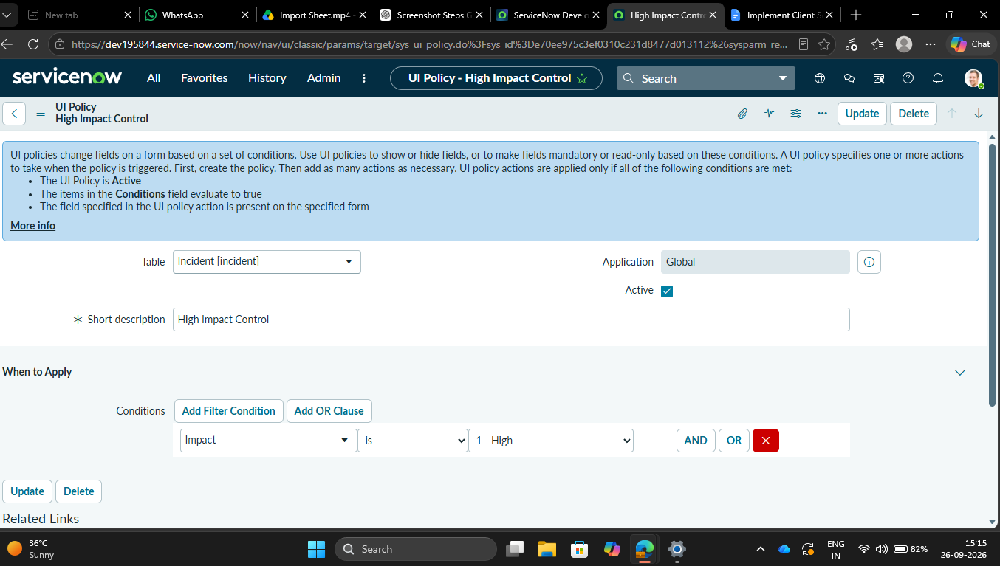 New tab
WhatsApp
Import Sheet.mp4 -
Screenshot Steps G
ServiceNow Develo
High Impact Contro
Implement Client S
https://dev195844.service-now.com/now/nav/ui/classic/params/target/sys_ui_policy.do%3Fsys_id%3De70ee975c3ef0310c231d8477d013112%26sysparm_re...
Chat
servicenow
All
Favorites
History
Admin
UI Policy - High Impact Control
Search
UI Policy
High Impact Control
Update
Delete
UI policies change fields on a form based on a set of conditions. Use UI policies to show or hide fields, or to make fields mandatory or read-only based on these conditions. A UI policy specifies one or more actions
to take when the policy is triggered. First, create the policy. Then add as many actions as necessary. UI policy actions are applied only if all of the following conditions are met:
• The UI Policy is Active
• The items in the Conditions field evaluate to true
• The field specified in the UI policy action is present on the specified form
More info
Table
Incident [incident]
Application
Global
Active
Short description
High Impact Control
When to Apply
Conditions
Add Filter Condition
Add OR Clause
Impact
is
1 - High
AND
OR
Update
Delete
Related Links
36°C
Sunny
Search
ENG
IN
82%
15:15
26-09-2026